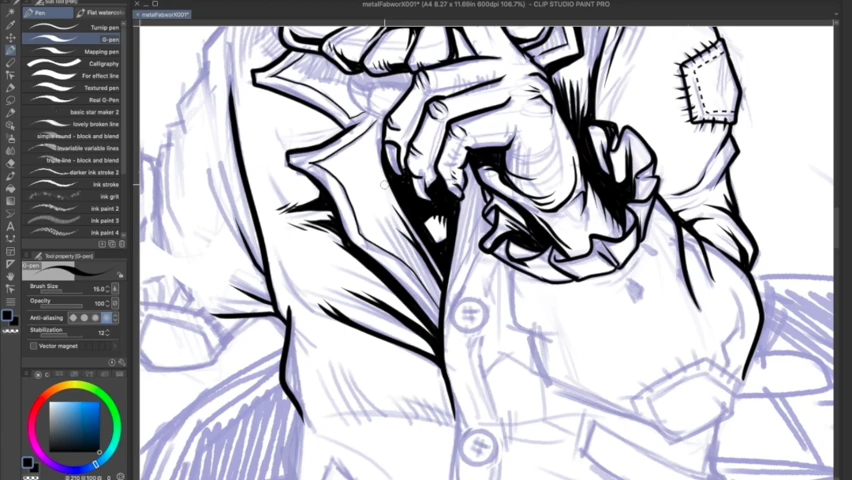 metalFabworX001* (A4 8.27 x 11.69in 600dpi 106.7%) - CLIP STUDIO PAINT PRO
metalFabworX001*
Pen
Flat watercolor
Turnip pen
G-pen
Mapping pen
Calligraphy
For effect line
Textured pen
Real G-Pen
basic star maker 2
lovely broken line
simple round - block and blend
invariable variable lines
triple line - block and blend
darker ink stroke 2
ink stroke
ink grit
ink paint 2
ink paint 3
ink paint 4
Tool property (G-pen)
G-pen
Brush Size 15.0
Opacity 100
Anti-aliasing
Stabilization 12
Vector magnet